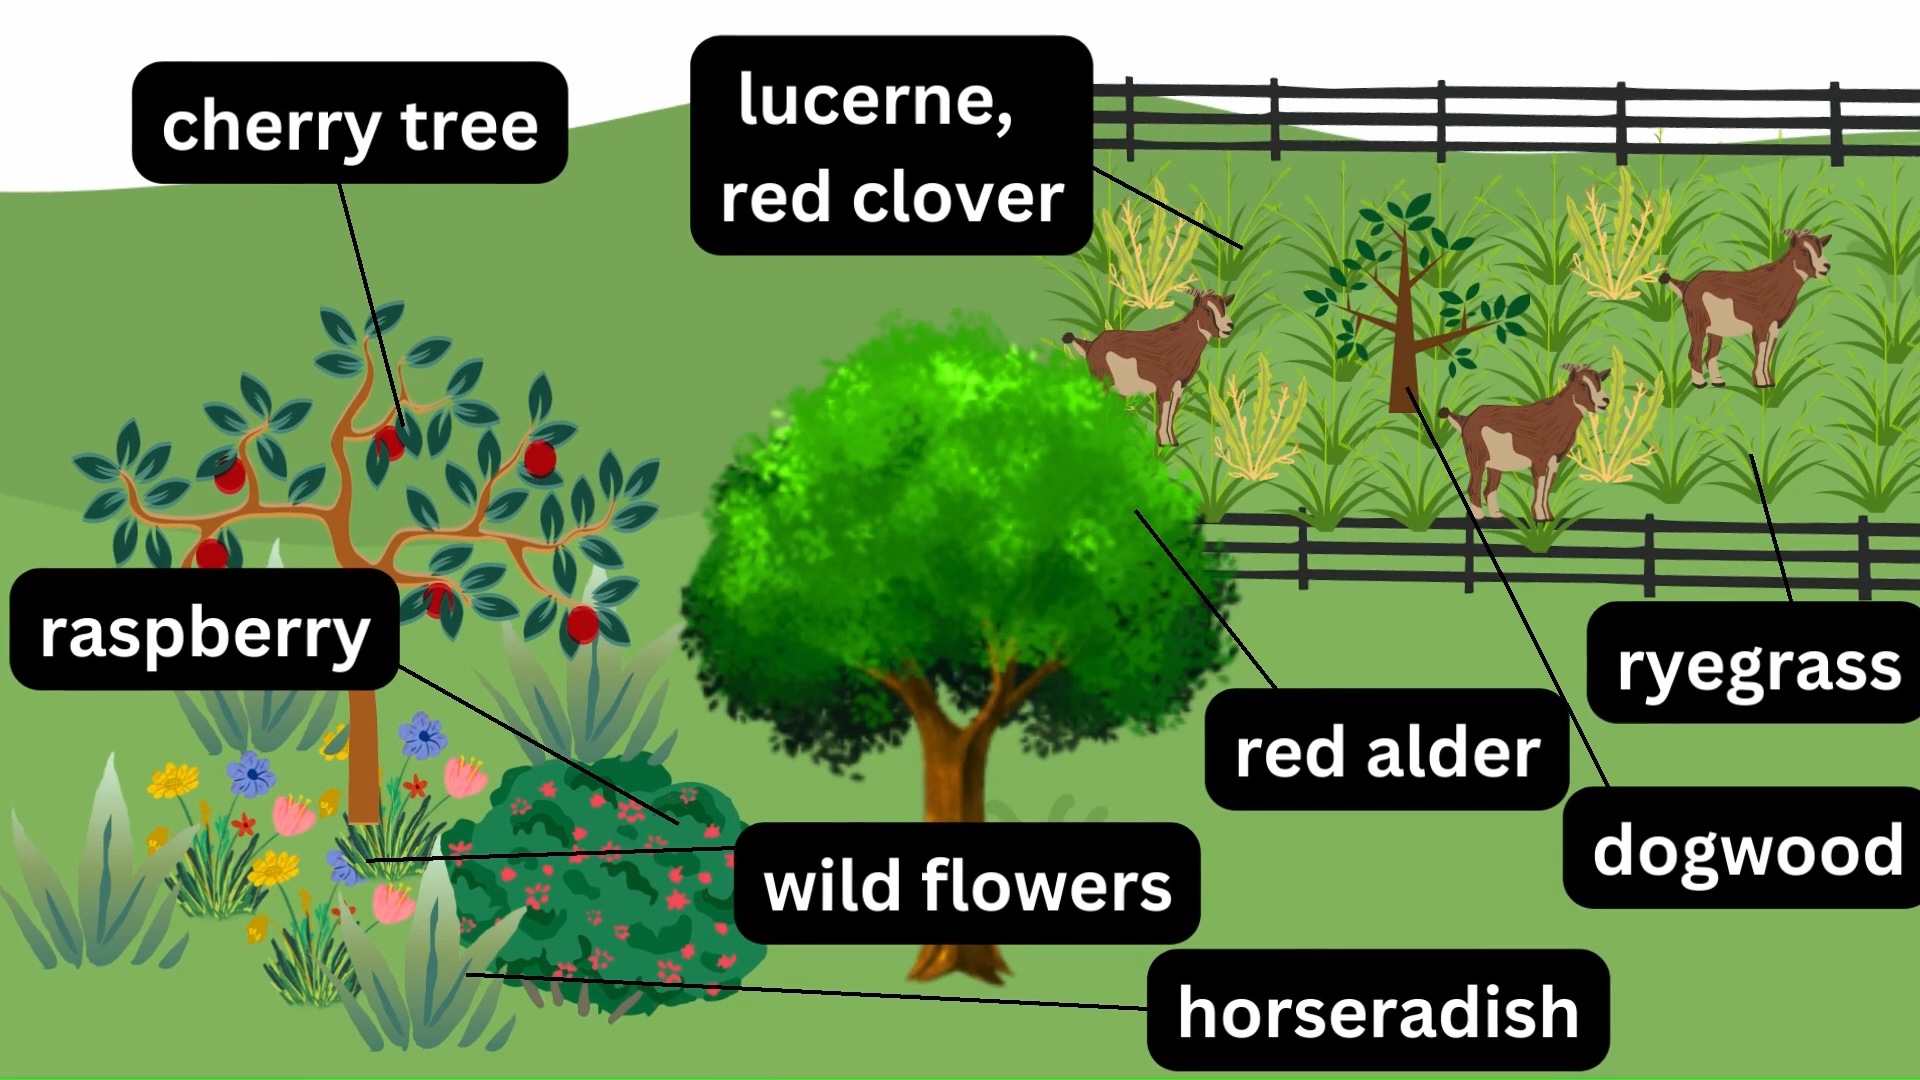 cherry tree
lucerne,
red clover
raspberry
ryegrass
red alder
dogwood
wild flowers
horseradish